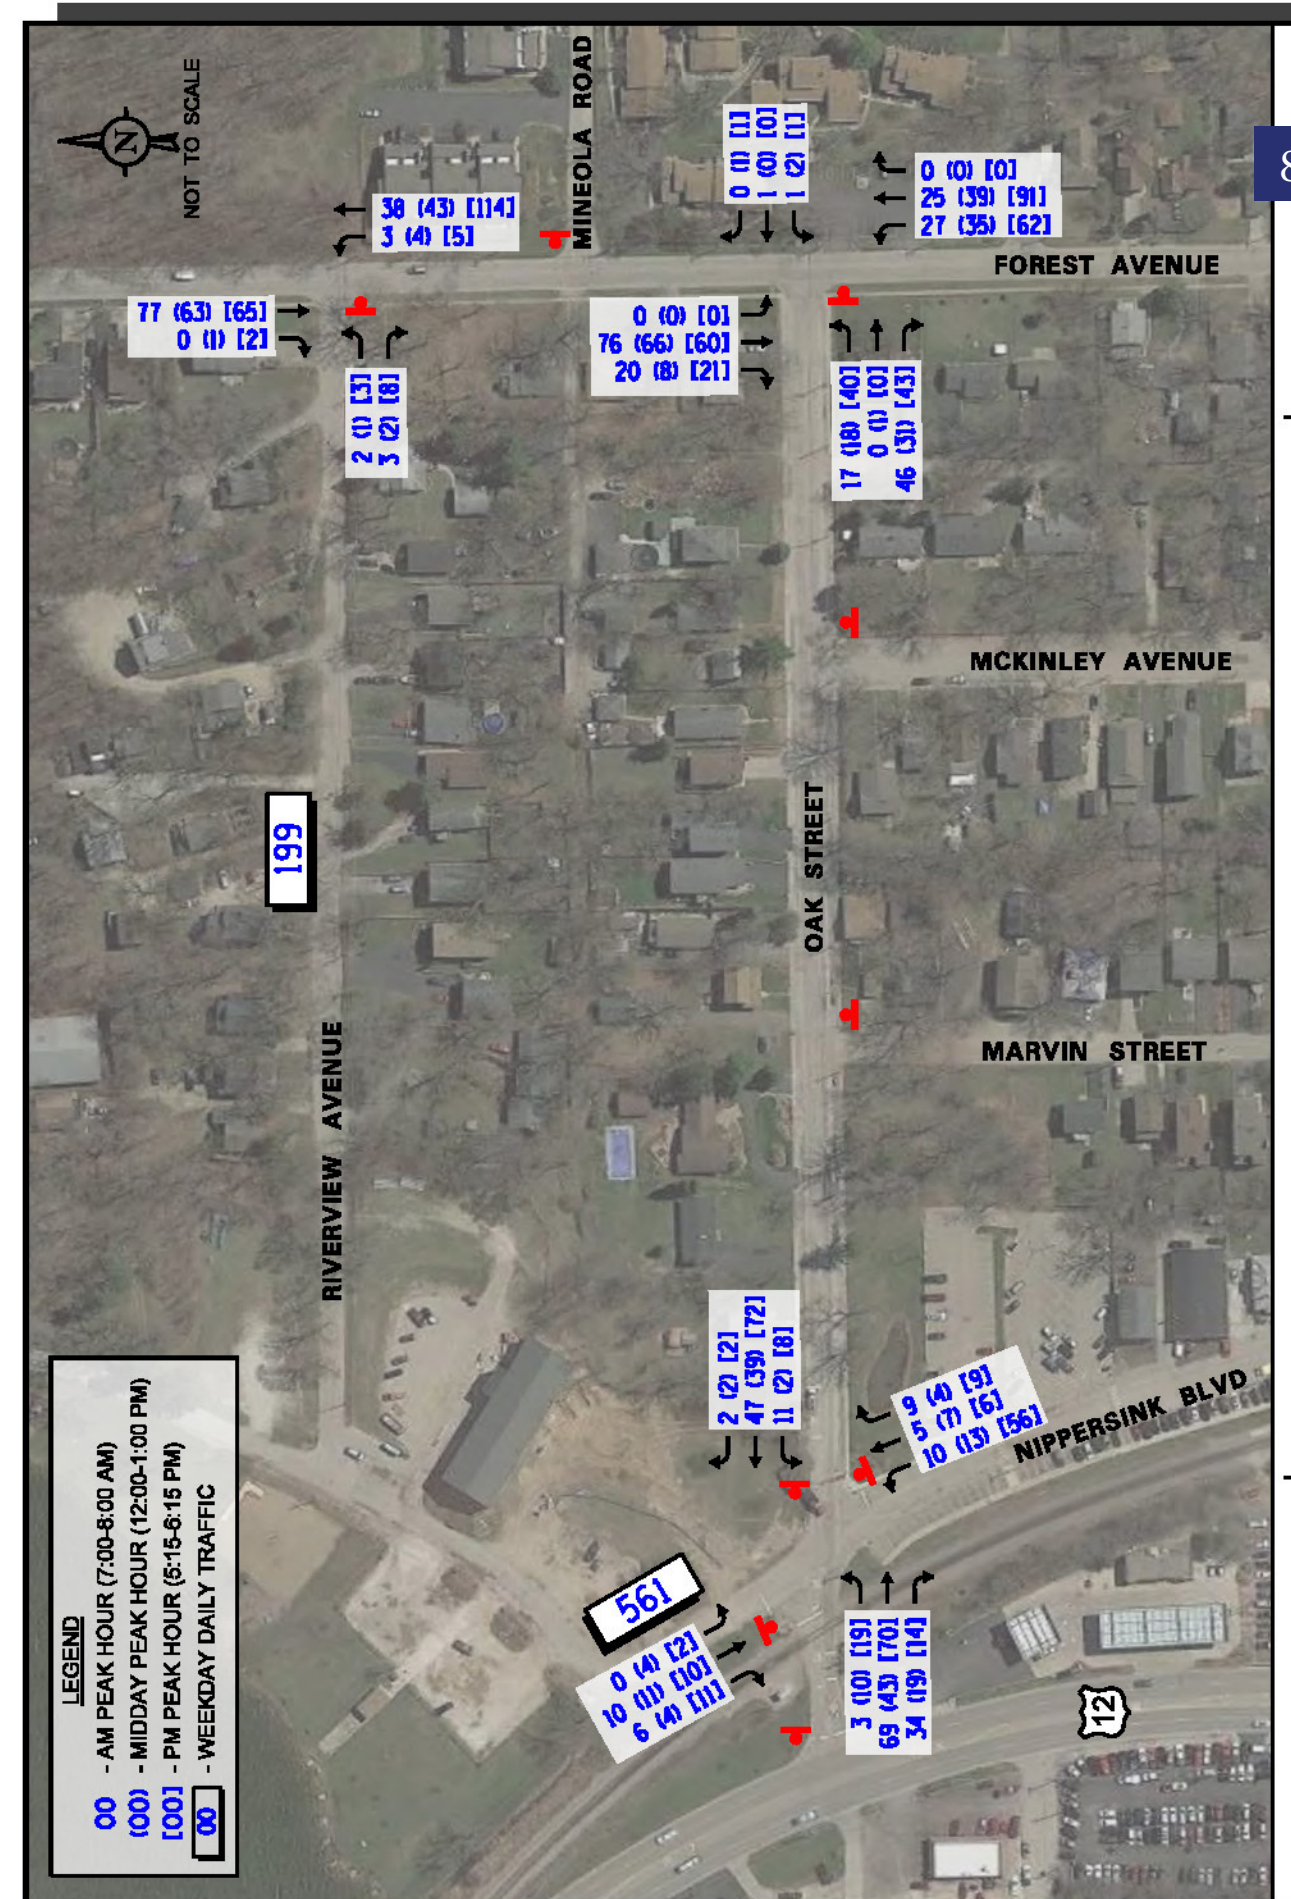 NOT TO SCALE
N
MINEOLA ROAD
38 (43) [114]
3 (4) [5]
0 (1) [1]
1 (0) [0]
1 (2) [1]
0 (0) [0]
25 (39) [91]
27 (35) [62]
8
FOREST AVENUE
77 (63) [65]
0 (1) [2]
0 (0) [0]
76 (66) [60]
20 (8) [21]
2 (1) [3]
3 (2) [8]
17 (18) [40]
0 (1) [0]
46 (31) [43]
MCKINLEY AVENUE
199
OAK STREET
MARVIN STREET
RIVERVIEW AVENUE
2 (2) [2]
47 (39) [72]
11 (2) [8]
9 (4) [9]
5 (7) [6]
10 (13) [56]
NIPPERSINK BLVD
561
0 (4) [2]
10 (11) [10]
6 (4) [11]
3 (10) [19]
69 (43) [70]
34 (19) [14]
12
LEGEND
00 - AM PEAK HOUR (7:00-8:00 AM)
(00) - MIDDAY PEAK HOUR (12:00-1:00 PM)
[00] - PM PEAK HOUR (5:15-6:15 PM)
00 - WEEKDAY DAILY TRAFFIC